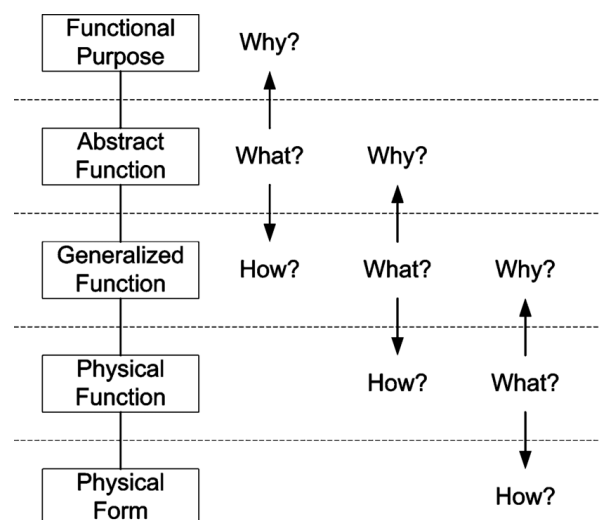 Functional
Purpose
Why?
Abstract
Function
What?
Why?
Generalized
Function
How?
What?
Why?
Physical
Function
How?
What?
Physical
Form
How?